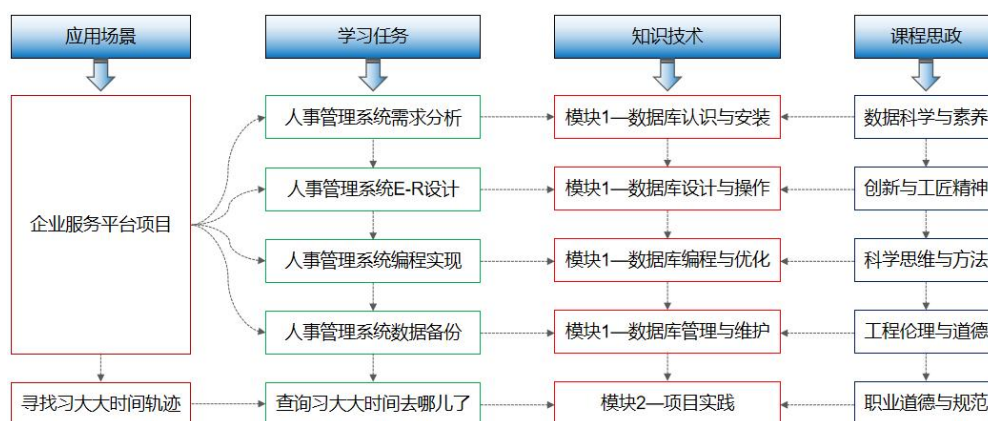 应用场景
学习任务
知识技术
课程思政
人事管理系统需求分析
模块1—数据库认识与安装
数据科学与素养
企业服务平台项目
人事管理系统E-R设计
模块1—数据库设计与操作
创新与工匠精神
人事管理系统编程实现
模块1—数据库编程与优化
科学思维与方法
人事管理系统数据备份
模块1—数据库管理与维护
工程伦理与道德
寻找习大大时间轨迹
查询习大大时间去哪儿了
模块2—项目实践
职业道德与规范